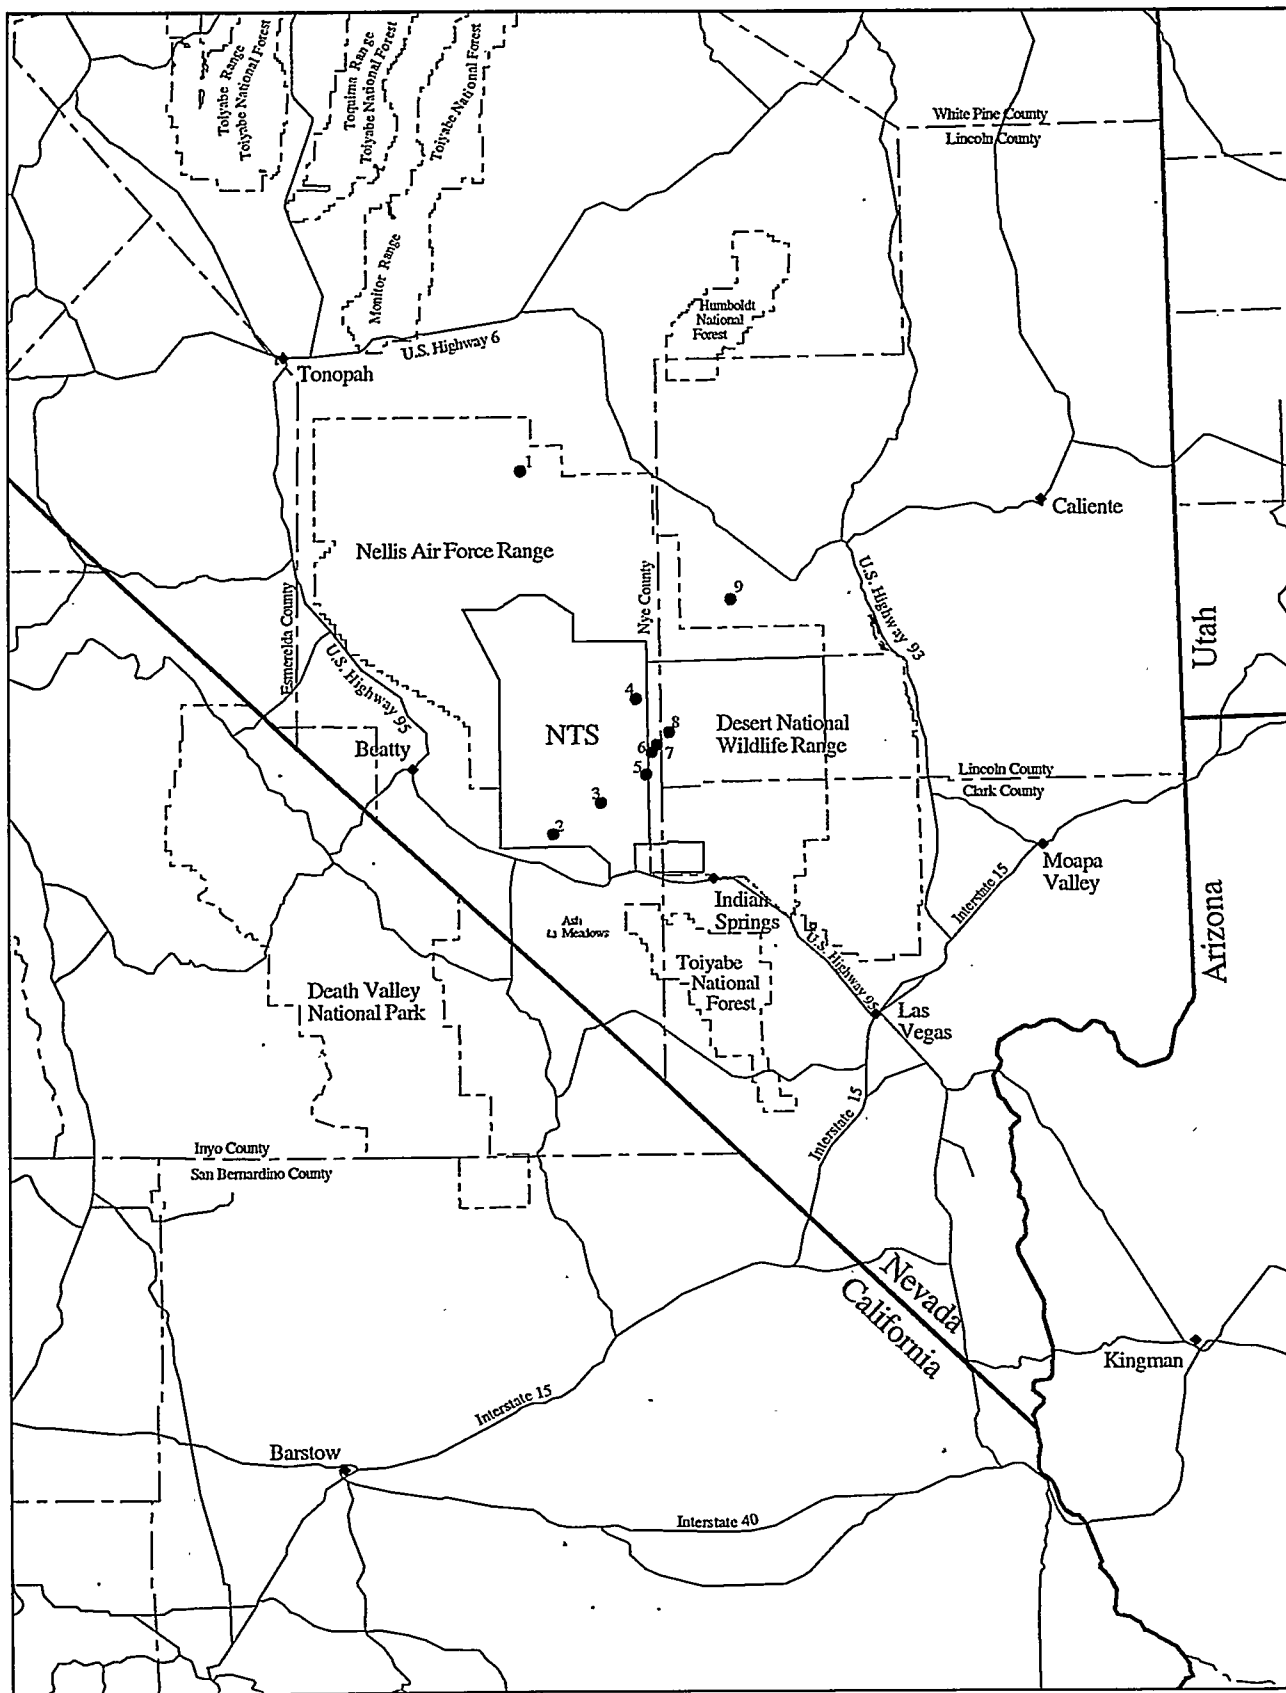 Toiyabe Range
Toiyabe National Forest
Toquima Range
Toiyabe National Forest
Toiyabe National Forest
Monitor Range
White Pine County
Lincoln County
Humboldt
National
Forest
U.S. Highway 6
Tonopah
1
Caliente
Nellis Air Force Range
Nye County
9
U.S. Highway 93
Esmerelda County
U.S. Highway 95
Utah
4
8
NTS
6
7
Desert National
Wildlife Range
Beatty
5
Lincoln County
Clark County
3
2
Moapa
Valley
Interstate 15
Indian
Springs
Ash
Meadows
U.S. Highway 95
Arizona
Toiyabe
National
Forest
Death Valley
National Park
Las
Vegas
Interstate 15
Inyo County
San Bernardino County
Nevada
California
Kingman
Interstate 15
Barstow
Interstate 40